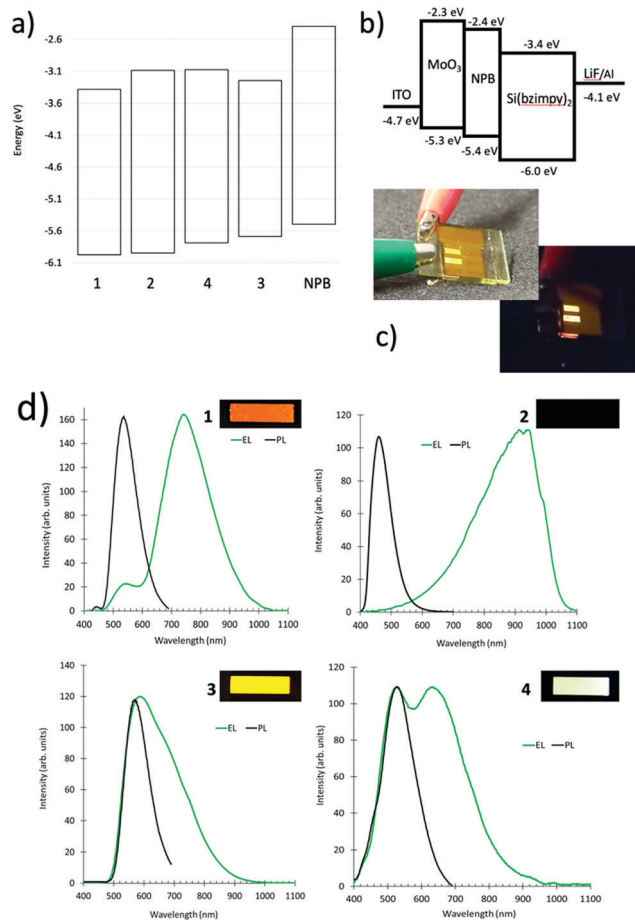 a)
-2.6
-3.1
-3.6
-4.1
-4.6
-5.1
-5.6
-6.1
Energy (eV)
1 2 4 3 NPB
b)
-2.3 eV
-2.4 eV
-3.4 eV
MoO₃
NPB
Si(bzimpy)₂
LiF/Al
-4.1 eV
ITO
-4.7 eV
-5.3 eV
-5.4 eV
-6.0 eV
c)
d)
1
EL PL
160
140
120
100
80
60
40
20
0
Intensity (arb. units)
400 500 600 700 800 900 1000 1100
Wavelength (nm)
2
EL PL
120
100
80
60
40
20
0
Intensity (arb. units)
400 500 600 700 800 900 1000 1100
Wavelength (nm)
3
EL PL
140
120
100
80
60
40
20
0
Intensity (arb. units)
400 500 600 700 800 900 1000 1100
Wavelength (nm)
4
EL PL
120
100
80
60
40
20
0
Intensity (arb. units)
400 500 600 700 800 900 1000 1100
Wavelength (nm)